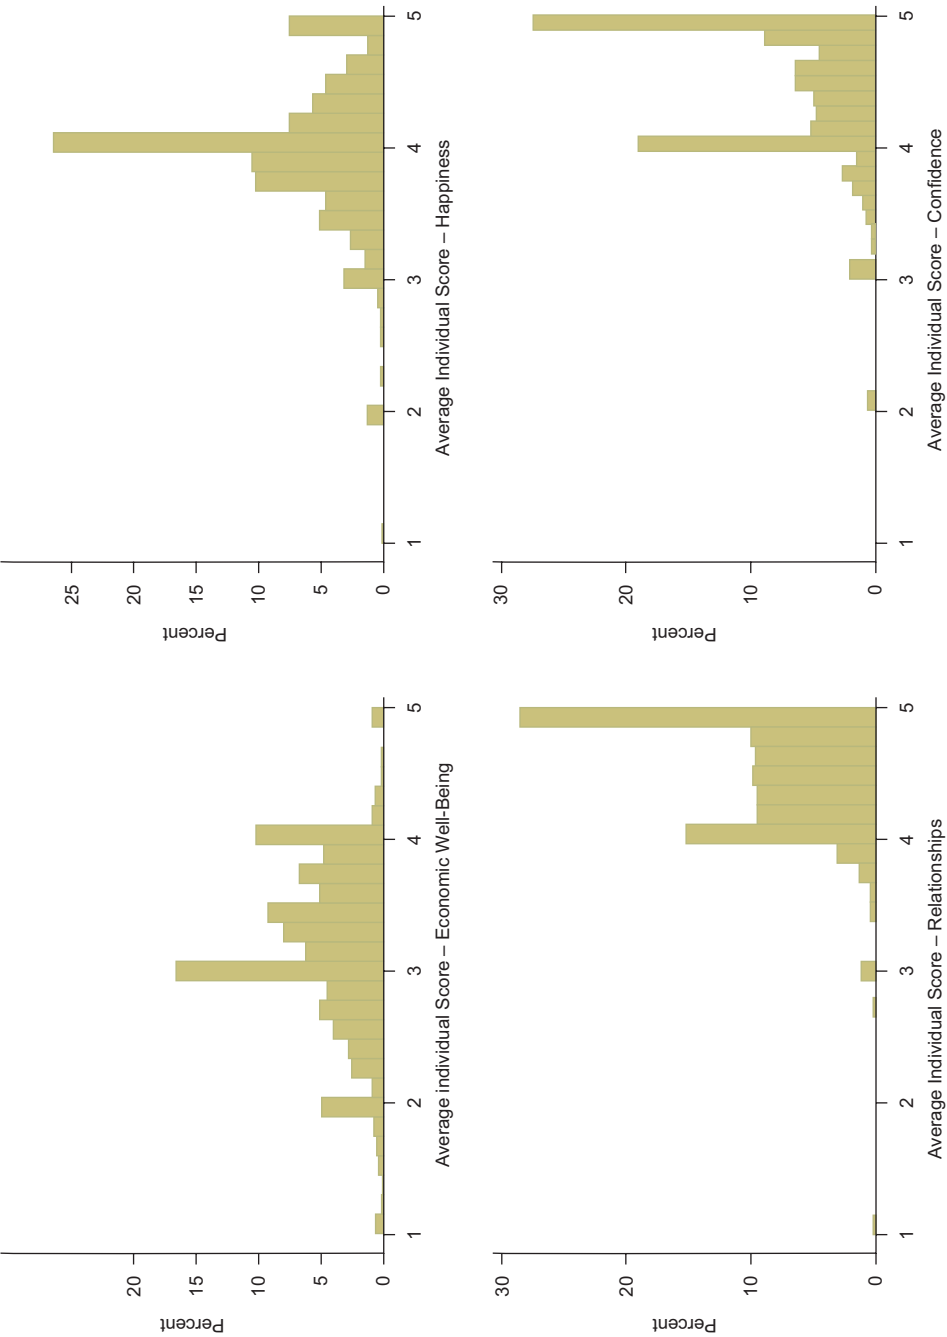 Percent
20
15
10
5
0
1 2 3 4 5
Average individual Score – Economic Well-Being
Percent
25
20
15
10
5
0
1 2 3 4 5
Average Individual Score – Happiness
Percent
30
20
10
0
1 2 3 4 5
Average Individual Score – Relationships
Percent
30
20
10
0
1 2 3 4 5
Average Individual Score – Confidence